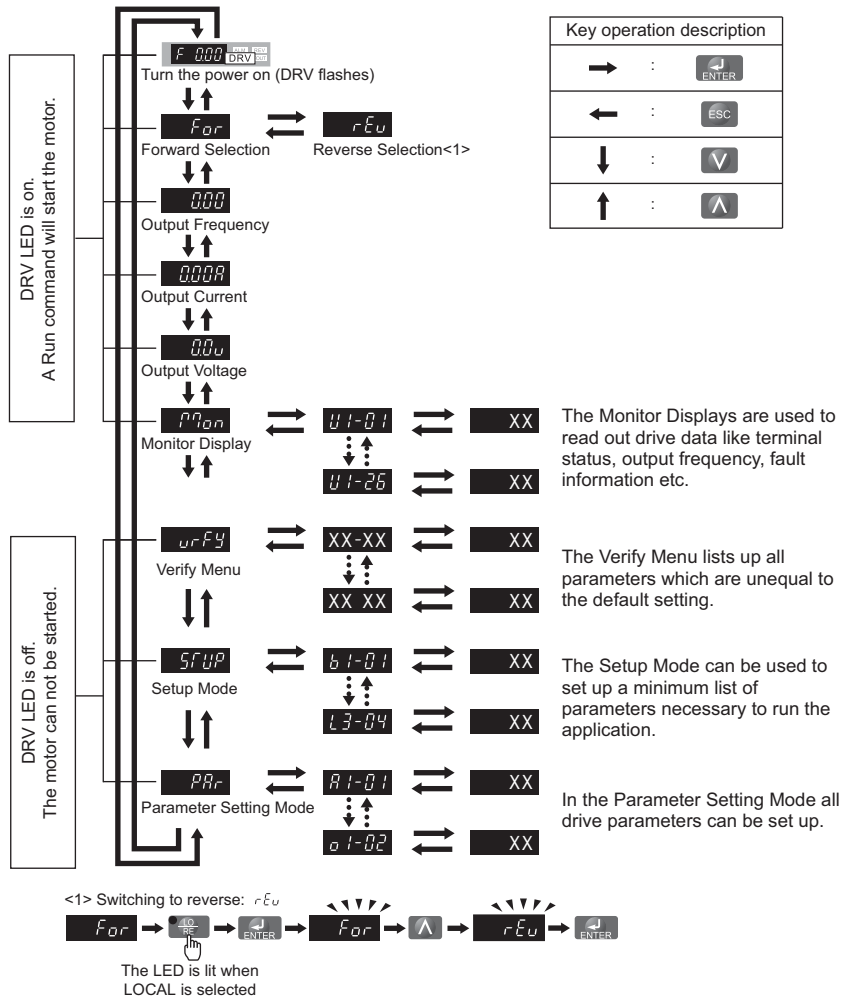 Key operation description
→ : ENTER
← : ESC
↓ : V
↑ : Λ
DRV LED is on.
A Run command will start the motor.
F 0.00 ALM REV DRV OUT
Turn the power on (DRV flashes)
For rEv
Forward Selection Reverse Selection<1>
0.00
Output Frequency
0.00A
Output Current
0.0v
Output Voltage
Mon U1-01 XX
Monitor Display
U1-26 XX
The Monitor Displays are used to
read out drive data like terminal
status, output frequency, fault
information etc.
DRV LED is off.
The motor can not be started.
vrFY XX-XX XX
Verify Menu
XX XX XX
The Verify Menu lists up all
parameters which are unequal to
the default setting.
STUP b1-01 XX
Setup Mode
L3-04 XX
The Setup Mode can be used to
set up a minimum list of
parameters necessary to run the
application.
PAr A1-01 XX
Parameter Setting Mode
o1-02 XX
In the Parameter Setting Mode all
drive parameters can be set up.
<1> Switching to reverse: rEv
For → LO RE → ENTER → For → Λ → rEv → ENTER
The LED is lit when
LOCAL is selected